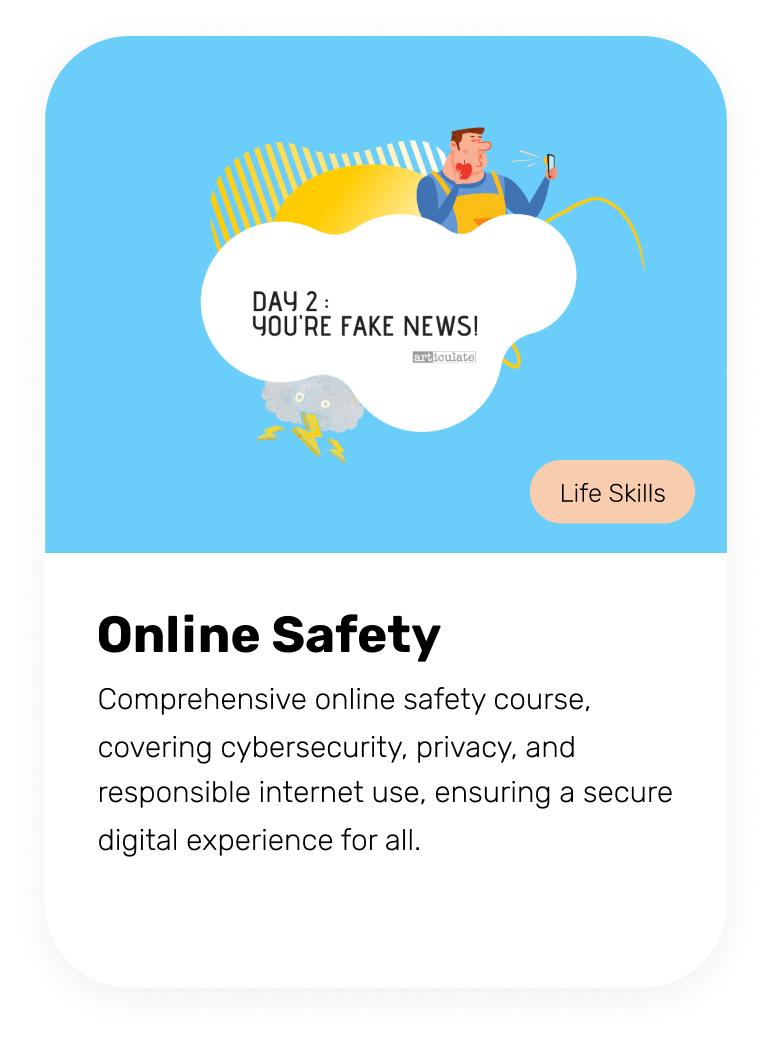 DAY 2 :
YOU'RE FAKE NEWS!
articulate
Life Skills
Online Safety
Comprehensive online safety course,
covering cybersecurity, privacy, and
responsible internet use, ensuring a secure
digital experience for all.